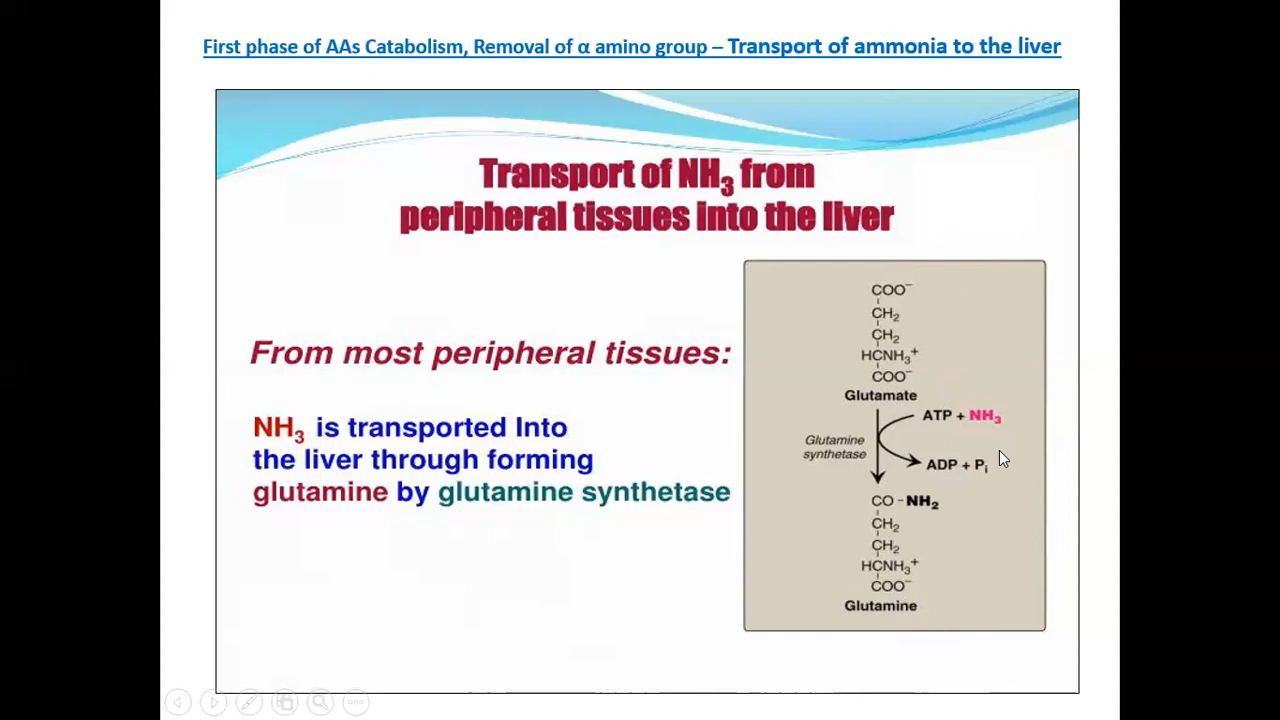 First phase of AAs Catabolism, Removal of α amino group – Transport of ammonia to the liver
Transport of NH₃ from
peripheral tissues into the liver
From most peripheral tissues:
NH₃ is transported Into
the liver through forming
glutamine by glutamine synthetase
COO⁻
CH₂
CH₂
HCNH₃⁺
COO⁻
Glutamate
ATP + NH₃
Glutamine
synthetase
ADP + Pᵢ
CO – NH₂
CH₂
CH₂
HCNH₃⁺
COO⁻
Glutamine